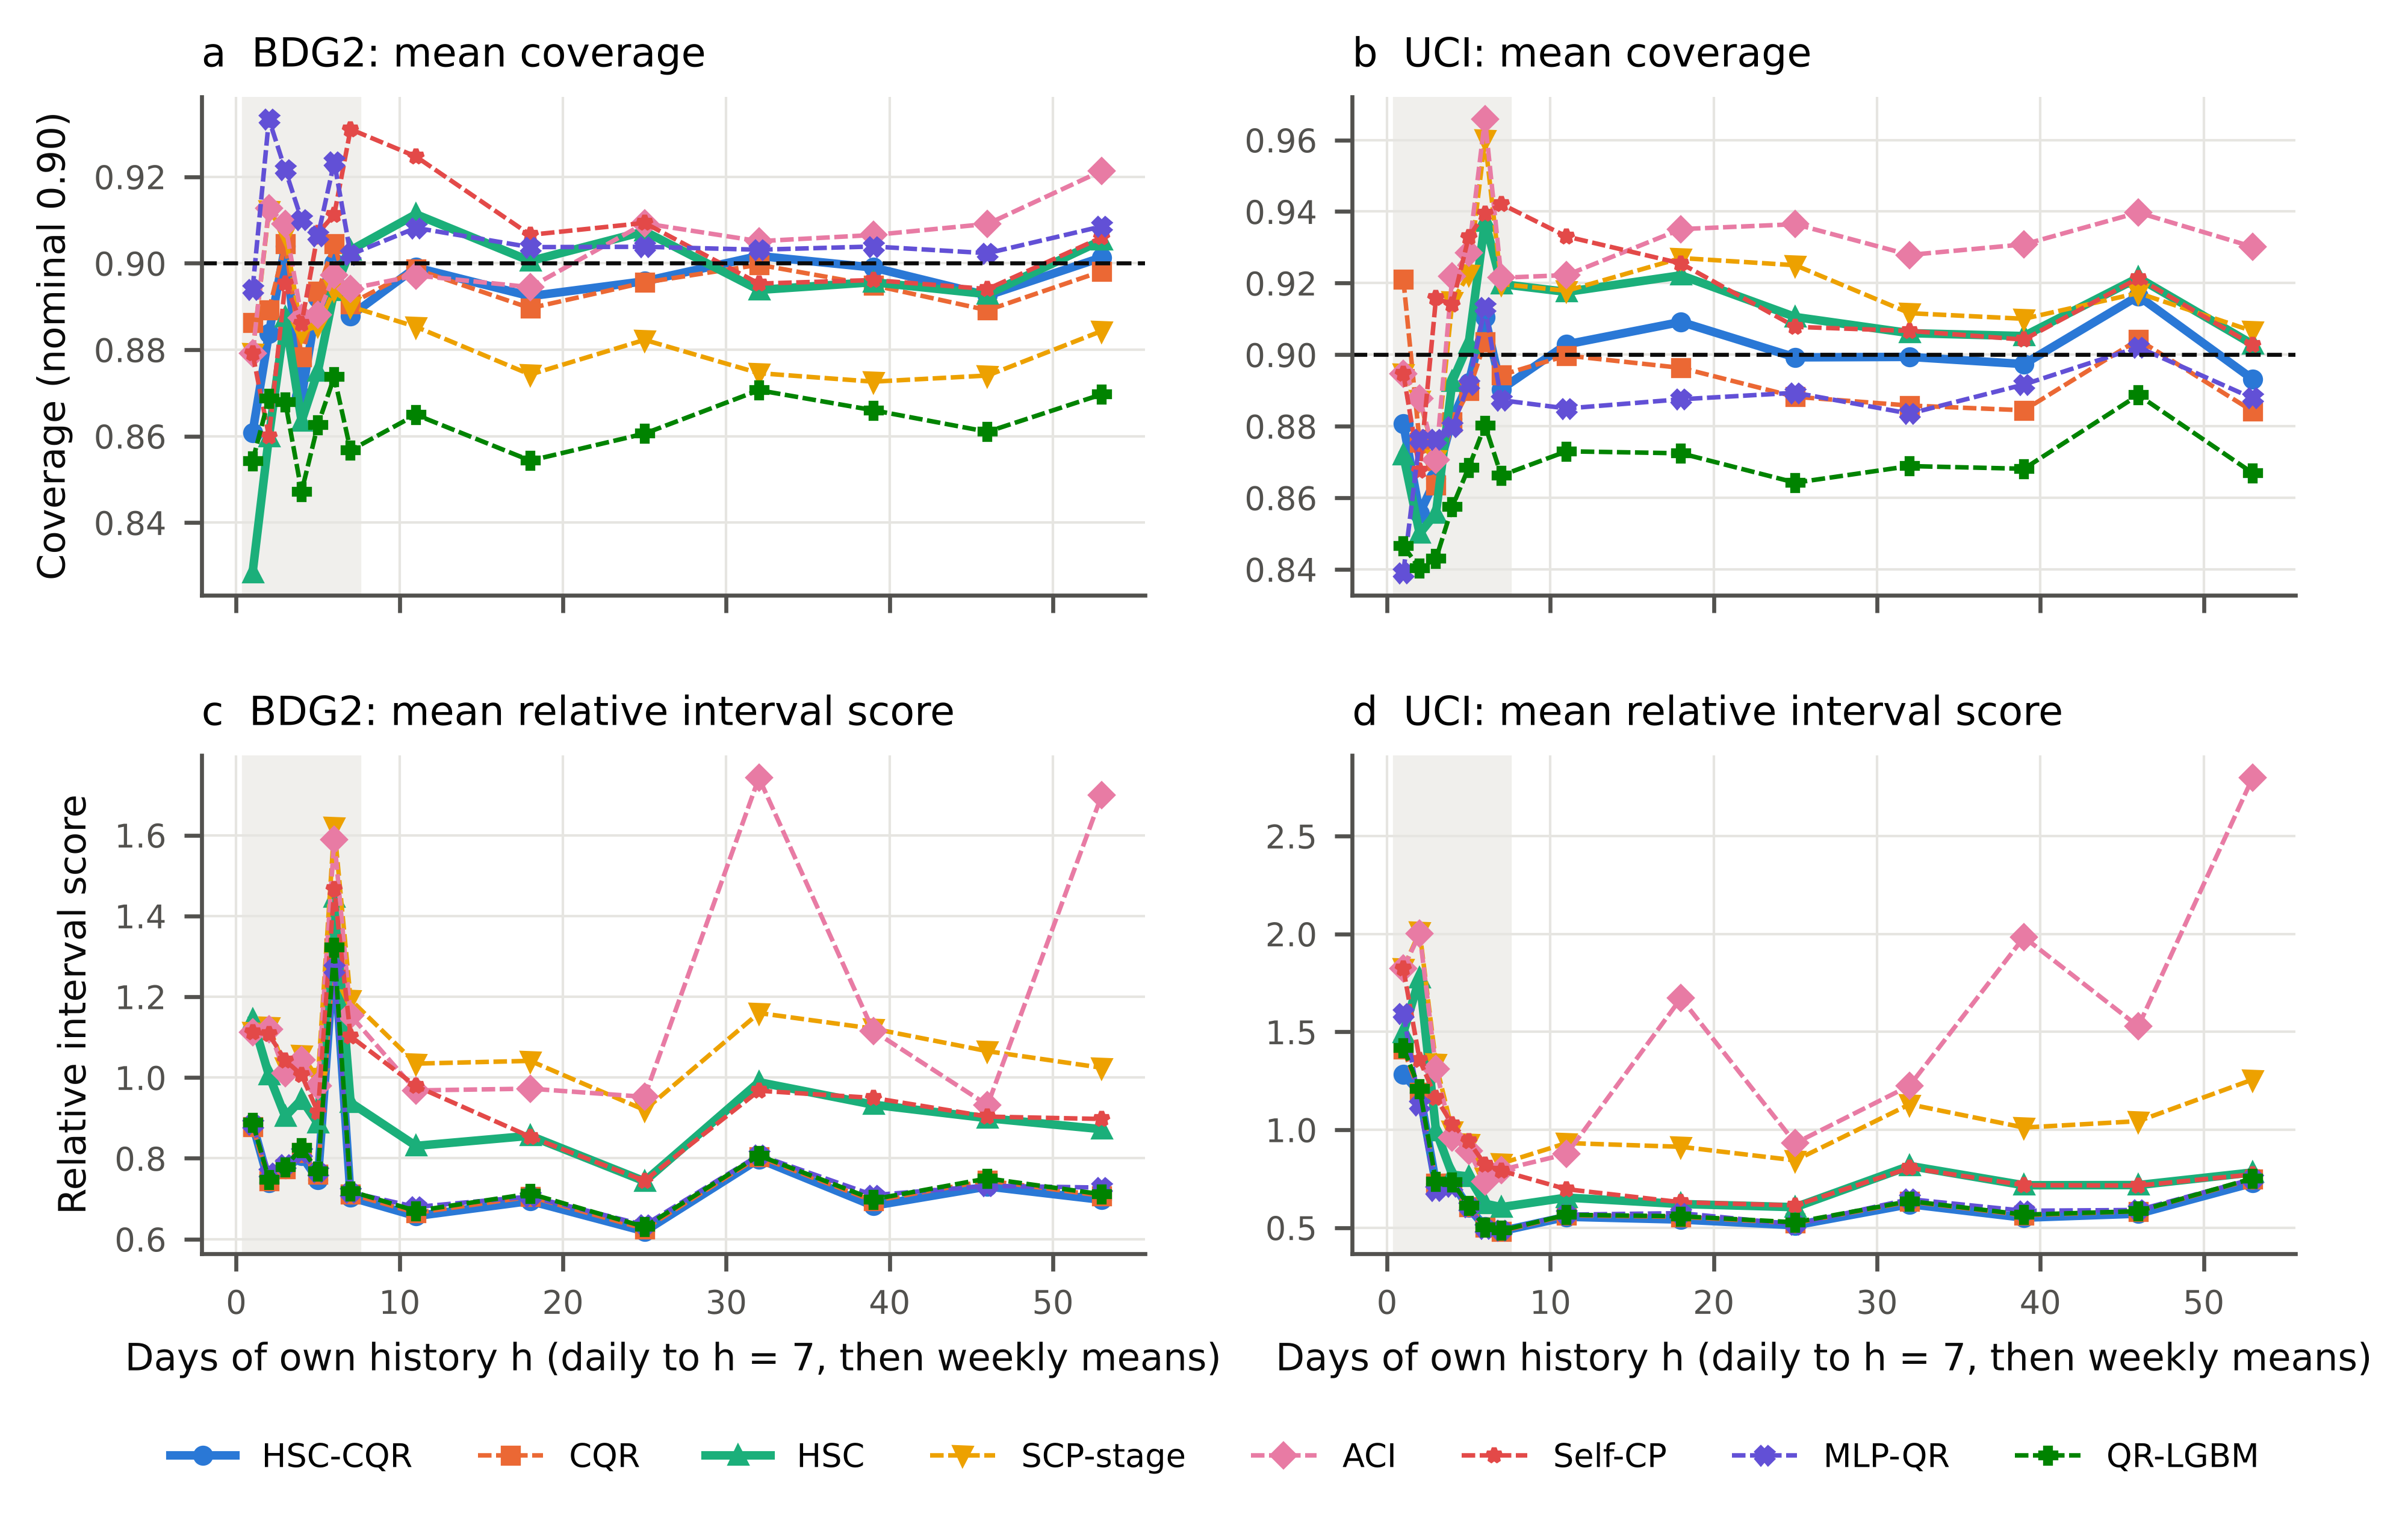 a BDG2: mean coverage
b UCI: mean coverage
Coverage (nominal 0.90)
0.92
0.90
0.88
0.86
0.84
0.96
0.94
0.92
0.90
0.88
0.86
0.84
c BDG2: mean relative interval score
d UCI: mean relative interval score
Relative interval score
1.6
1.4
1.2
1.0
0.8
0.6
2.5
2.0
1.5
1.0
0.5
0 10 20 30 40 50
0 10 20 30 40 50
Days of own history h (daily to h = 7, then weekly means)
Days of own history h (daily to h = 7, then weekly means)
HSC-CQR CQR HSC SCP-stage ACI Self-CP MLP-QR QR-LGBM